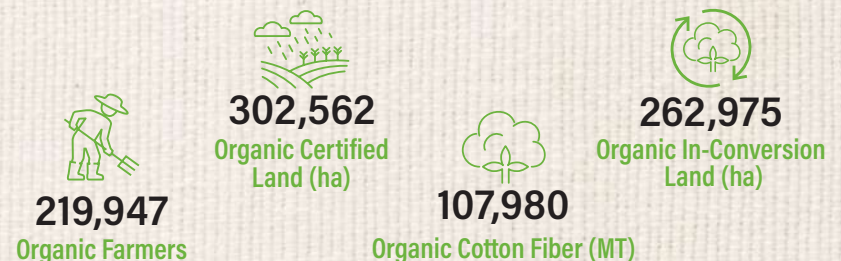 219,947
Organic Farmers
302,562
Organic Certified
Land (ha)
107,980
Organic Cotton Fiber (MT)
262,975
Organic In-Conversion
Land (ha)